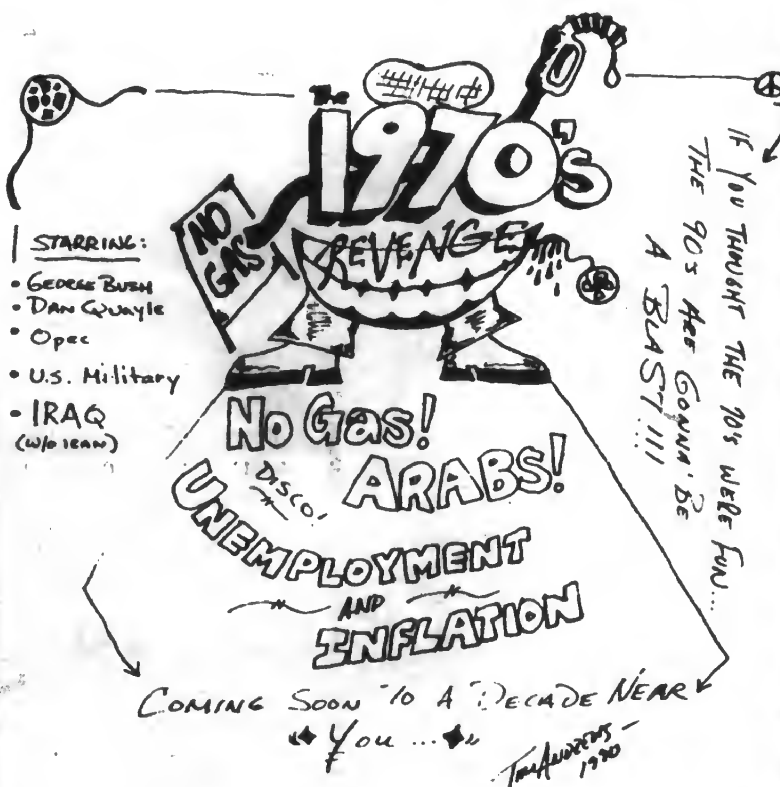 The
1970's
REVENGE
NO
GAS
STARRING:
• GEORGE BUSH
• DAN QUAYLE
• OPEC
• U.S. Military
• IRAQ
(W/O IRAN)
IF YOU THOUGHT THE 70's WERE FUN...
THE 90's ARE GONNA' BE
A BLAST!!!
No Gas!
ARABS!
DISCO!
UNEMPLOYMENT
AND
INFLATION
COMING SOON TO A DECADE NEAR
You ...
Tim Andrews -
1990